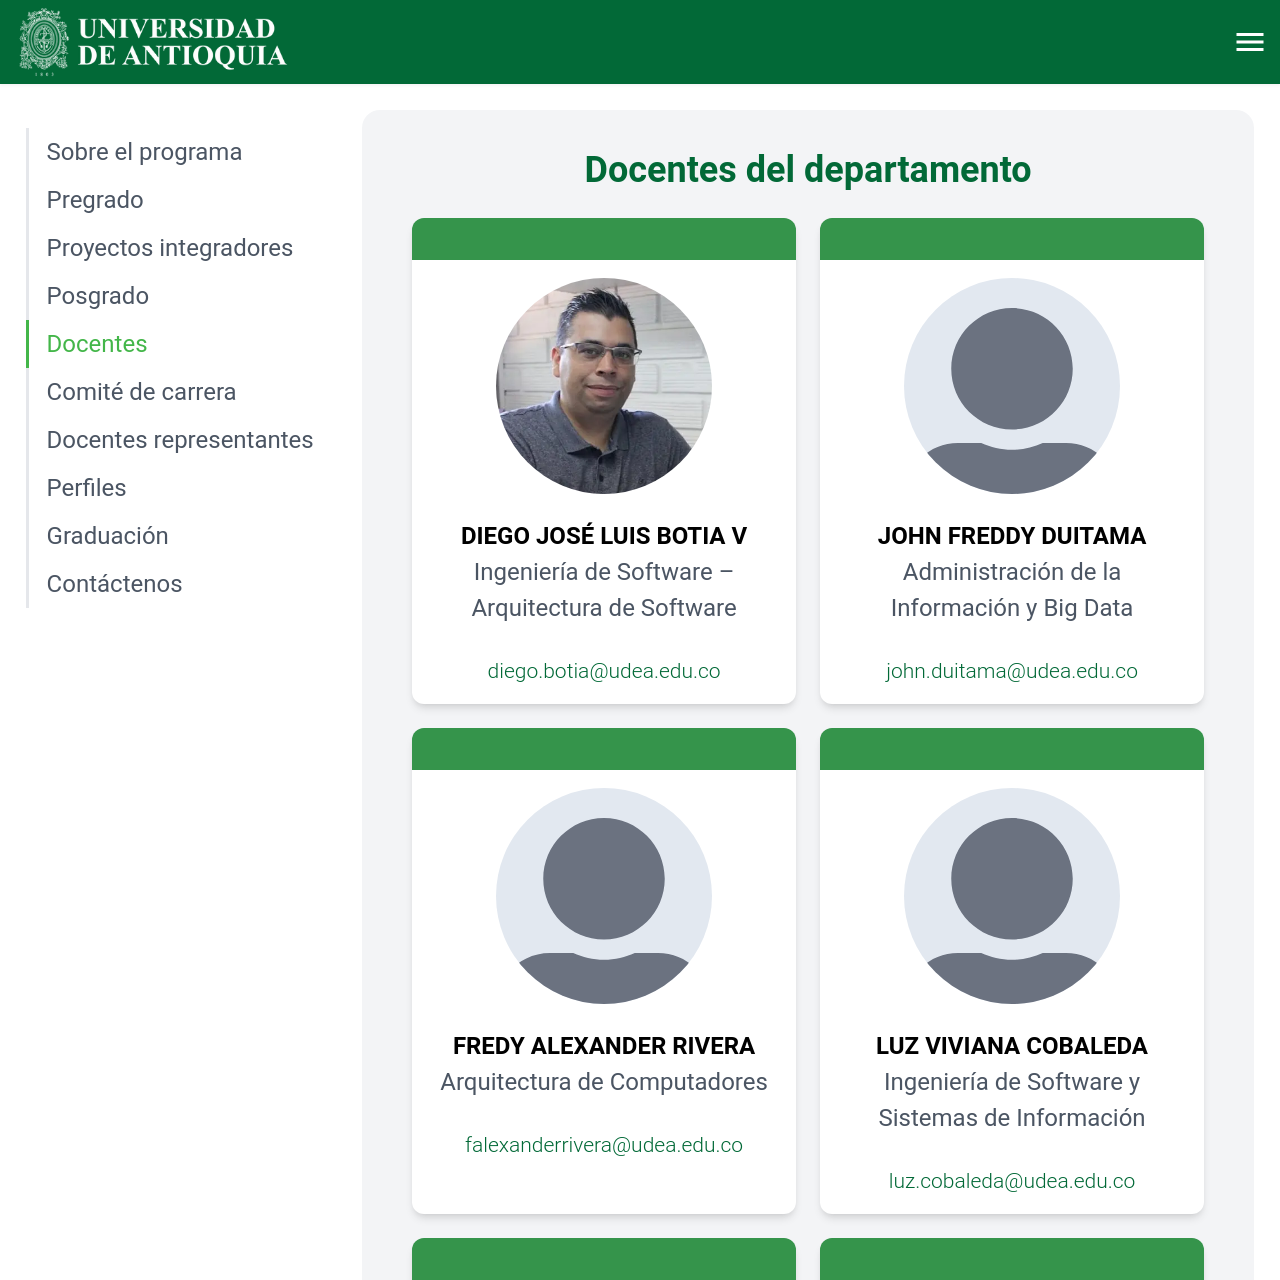 UNIVERSIDAD
DE ANTIOQUIA
1803
Sobre el programa
Pregrado
Proyectos integradores
Posgrado
Docentes
Comité de carrera
Docentes representantes
Perfiles
Graduación
Contáctenos
Docentes del departamento
DIEGO JOSÉ LUIS BOTIA V
Ingeniería de Software –
Arquitectura de Software
diego.botia@udea.edu.co
JOHN FREDDY DUITAMA
Administración de la
Información y Big Data
john.duitama@udea.edu.co
FREDY ALEXANDER RIVERA
Arquitectura de Computadores
falexanderrivera@udea.edu.co
LUZ VIVIANA COBALEDA
Ingeniería de Software y
Sistemas de Información
luz.cobaleda@udea.edu.co